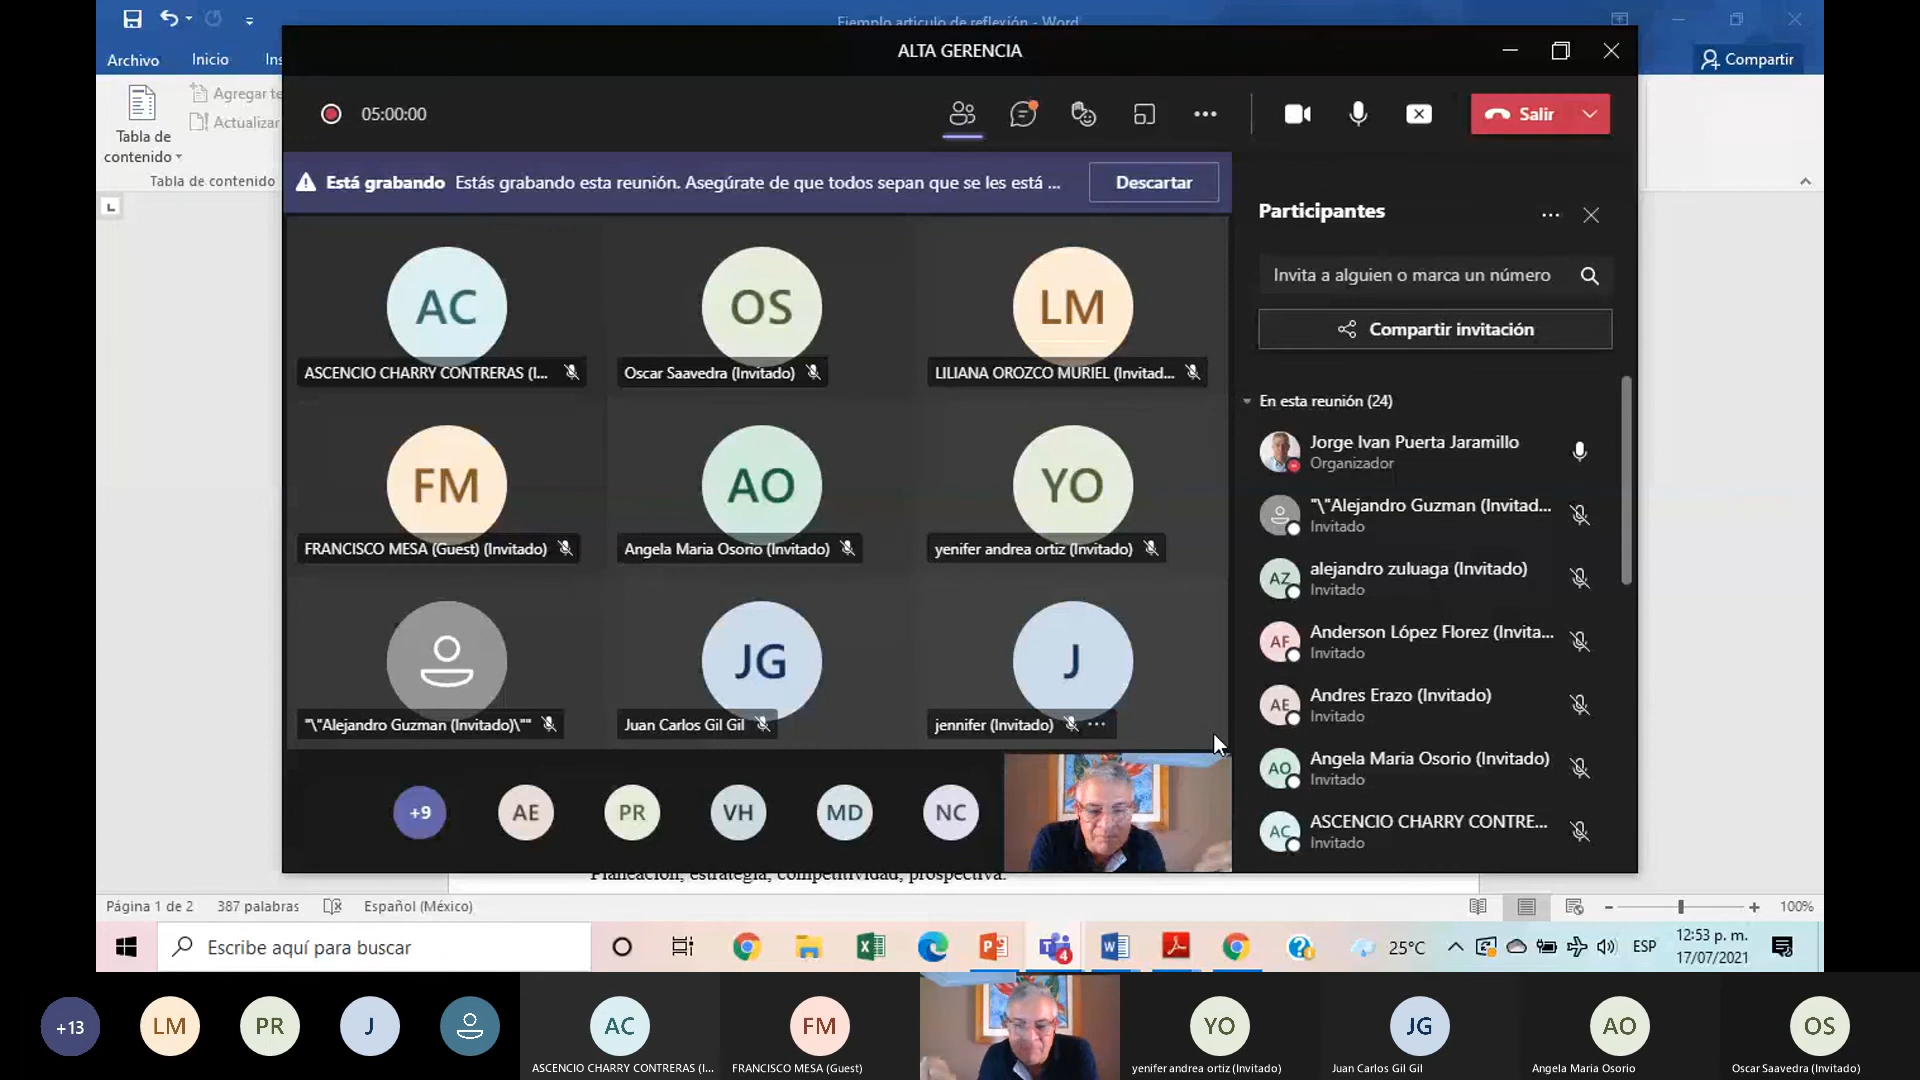 Ejemplo articulo de reflexión - Word
ALTA GERENCIA
Archivo
Inicio
Ins
Compartir
Agregar te
Actualizar
Tabla de
contenido
Tabla de contenido
05:00:00
Salir
Está grabando Estás grabando esta reunión. Asegúrate de que todos sepan que se les está ...
Descartar
AC
ASCENCIO CHARRY CONTRERAS (I...
OS
Oscar Saavedra (Invitado)
LM
LILIANA OROZCO MURIEL (Invitad...
FM
FRANCISCO MESA (Guest) (Invitado)
AO
Angela Maria Osorio (Invitado)
YO
yenifer andrea ortiz (Invitado)
"\"Alejandro Guzman (Invitado)\""
JG
Juan Carlos Gil Gil
J
jennifer (Invitado)
+9
AE
PR
VH
MD
NC
Participantes
Invita a alguien o marca un número
Compartir invitación
En esta reunión (24)
Jorge Ivan Puerta Jaramillo
Organizador
"\"Alejandro Guzman (Invitad...
Invitado
AZ
alejandro zuluaga (Invitado)
Invitado
AF
Anderson López Florez (Invita...
Invitado
AE
Andres Erazo (Invitado)
Invitado
AO
Angela Maria Osorio (Invitado)
Invitado
AC
ASCENCIO CHARRY CONTRE...
Invitado
Planeación, estrategia, competitividad, prospectiva.
Página 1 de 2
387 palabras
Español (México)
100%
Escribe aquí para buscar
4
25°C
ESP
12:53 p. m.
17/07/2021
+13
LM
PR
J
AC
ASCENCIO CHARRY CONTRERAS (I...
FM
FRANCISCO MESA (Guest)
YO
yenifer andrea ortiz (Invitado)
JG
Juan Carlos Gil Gil
AO
Angela Maria Osorio
OS
Oscar Saavedra (Invitado)